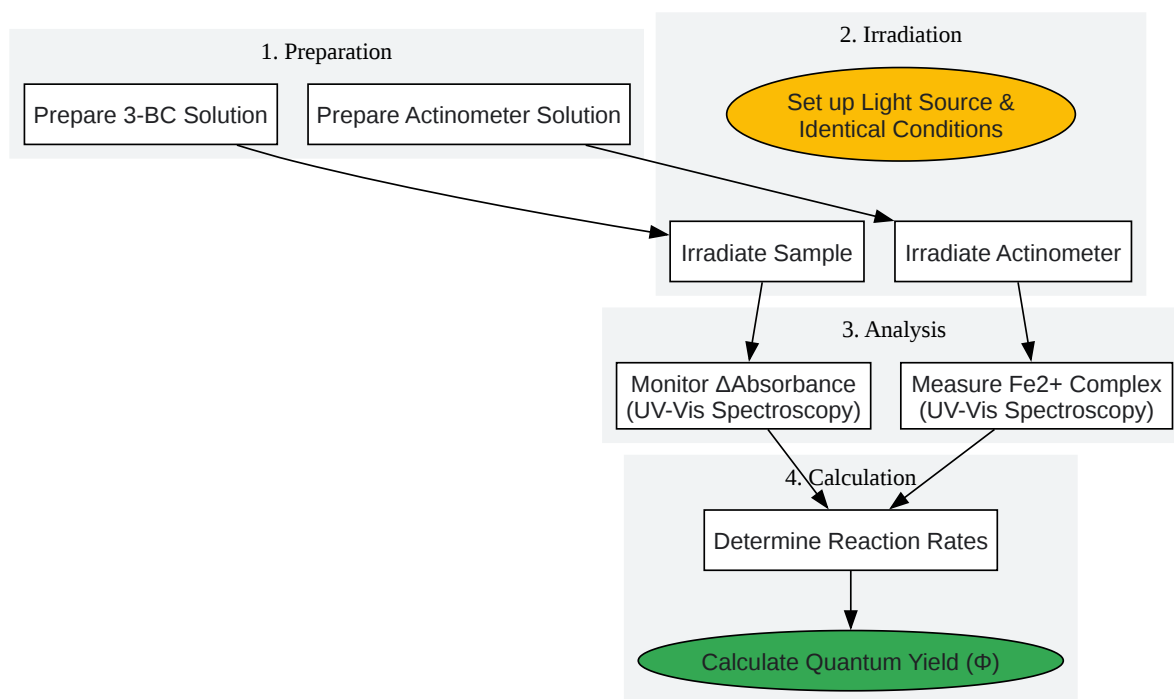 1. Preparation
Prepare 3-BC Solution
Prepare Actinometer Solution
2. Irradiation
Set up Light Source &
Identical Conditions
Irradiate Sample
Irradiate Actinometer
3. Analysis
Monitor ΔAbsorbance
(UV-Vis Spectroscopy)
Measure Fe2+ Complex
(UV-Vis Spectroscopy)
4. Calculation
Determine Reaction Rates
Calculate Quantum Yield (Φ)